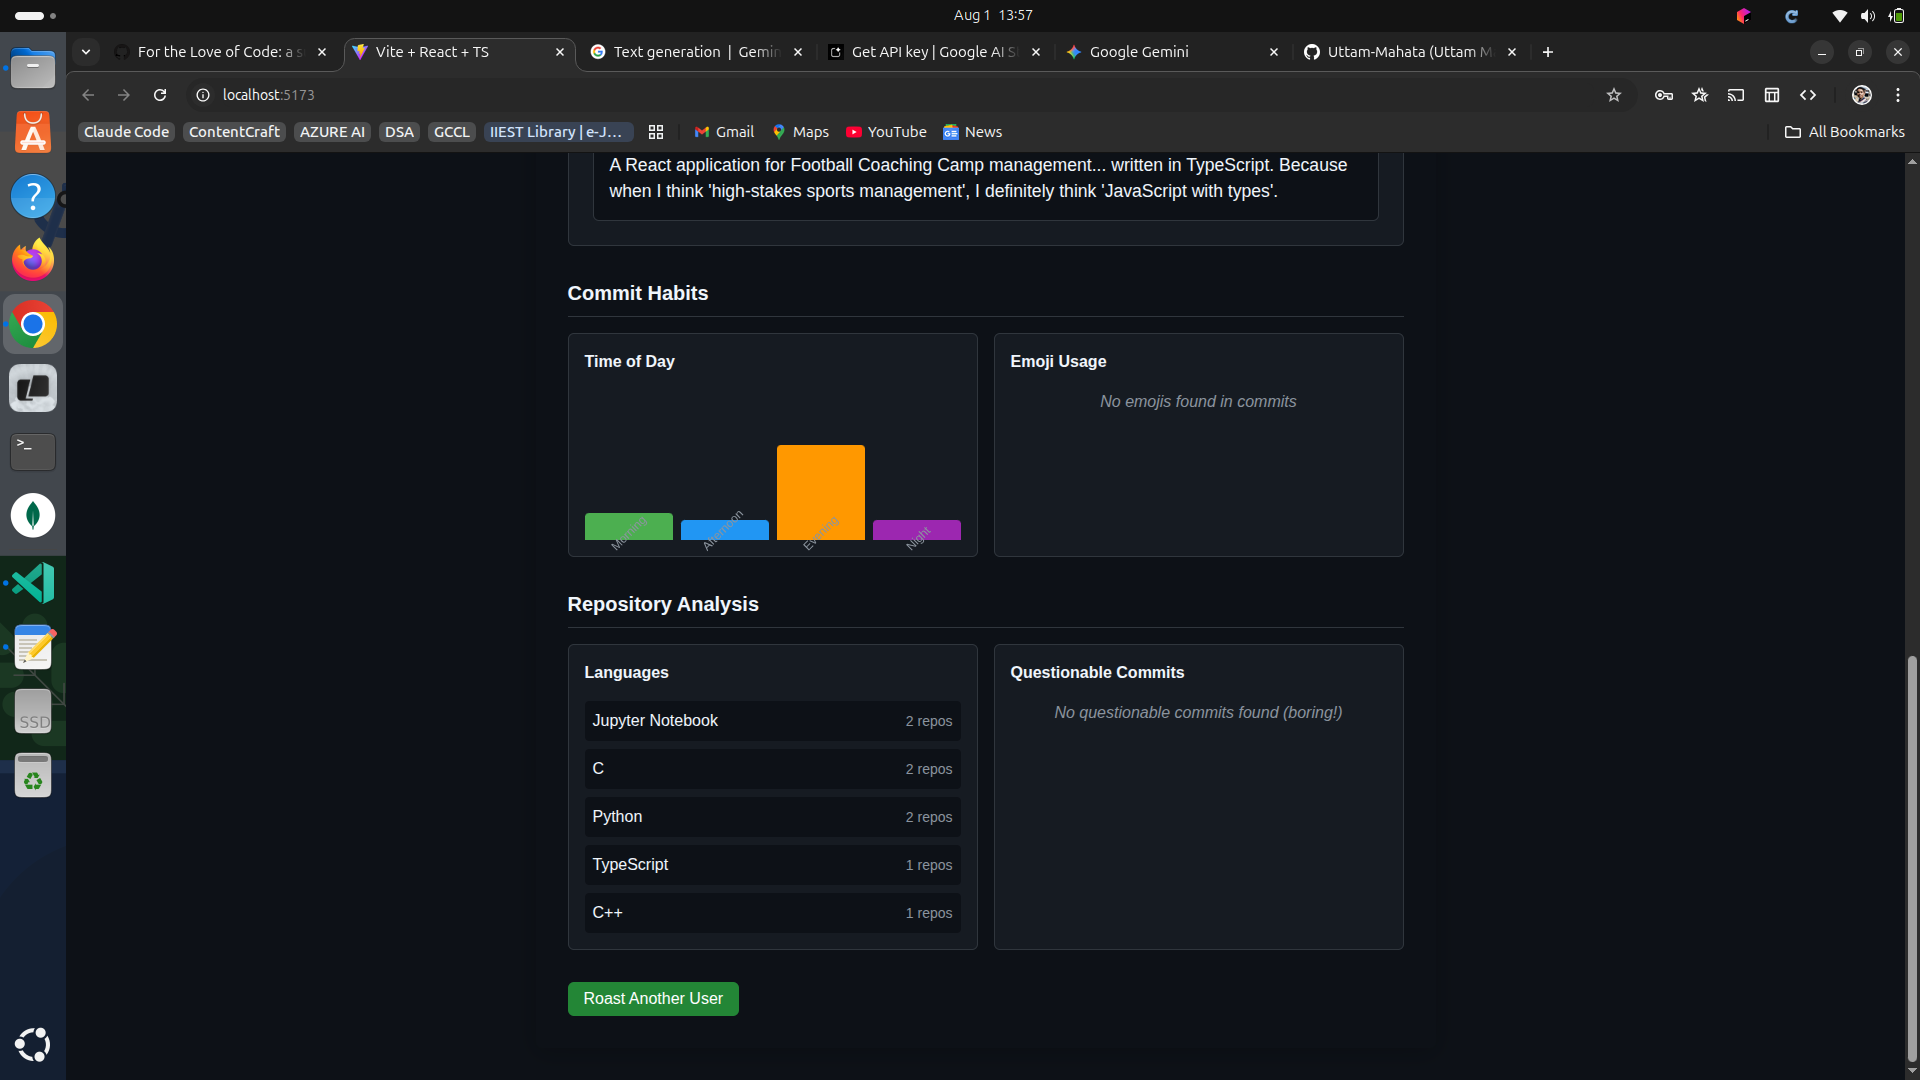 Aug 1 13:57
For the Love of Code: a s
Vite + React + TS
Text generation | Gemin
Get API key | Google AI S
Google Gemini
Uttam-Mahata (Uttam M
localhost:5173
Claude Code
ContentCraft
AZURE AI
DSA
GCCL
IIEST Library | e-J...
Gmail
Maps
YouTube
News
All Bookmarks
A React application for Football Coaching Camp management... written in TypeScript. Because
when I think 'high-stakes sports management', I definitely think 'JavaScript with types'.
Commit Habits
Time of Day
Morning
Afternoon
Evening
Night
Emoji Usage
No emojis found in commits
Repository Analysis
Languages
Jupyter Notebook 2 repos
C 2 repos
Python 2 repos
TypeScript 1 repos
C++ 1 repos
Questionable Commits
No questionable commits found (boring!)
Roast Another User
SSD